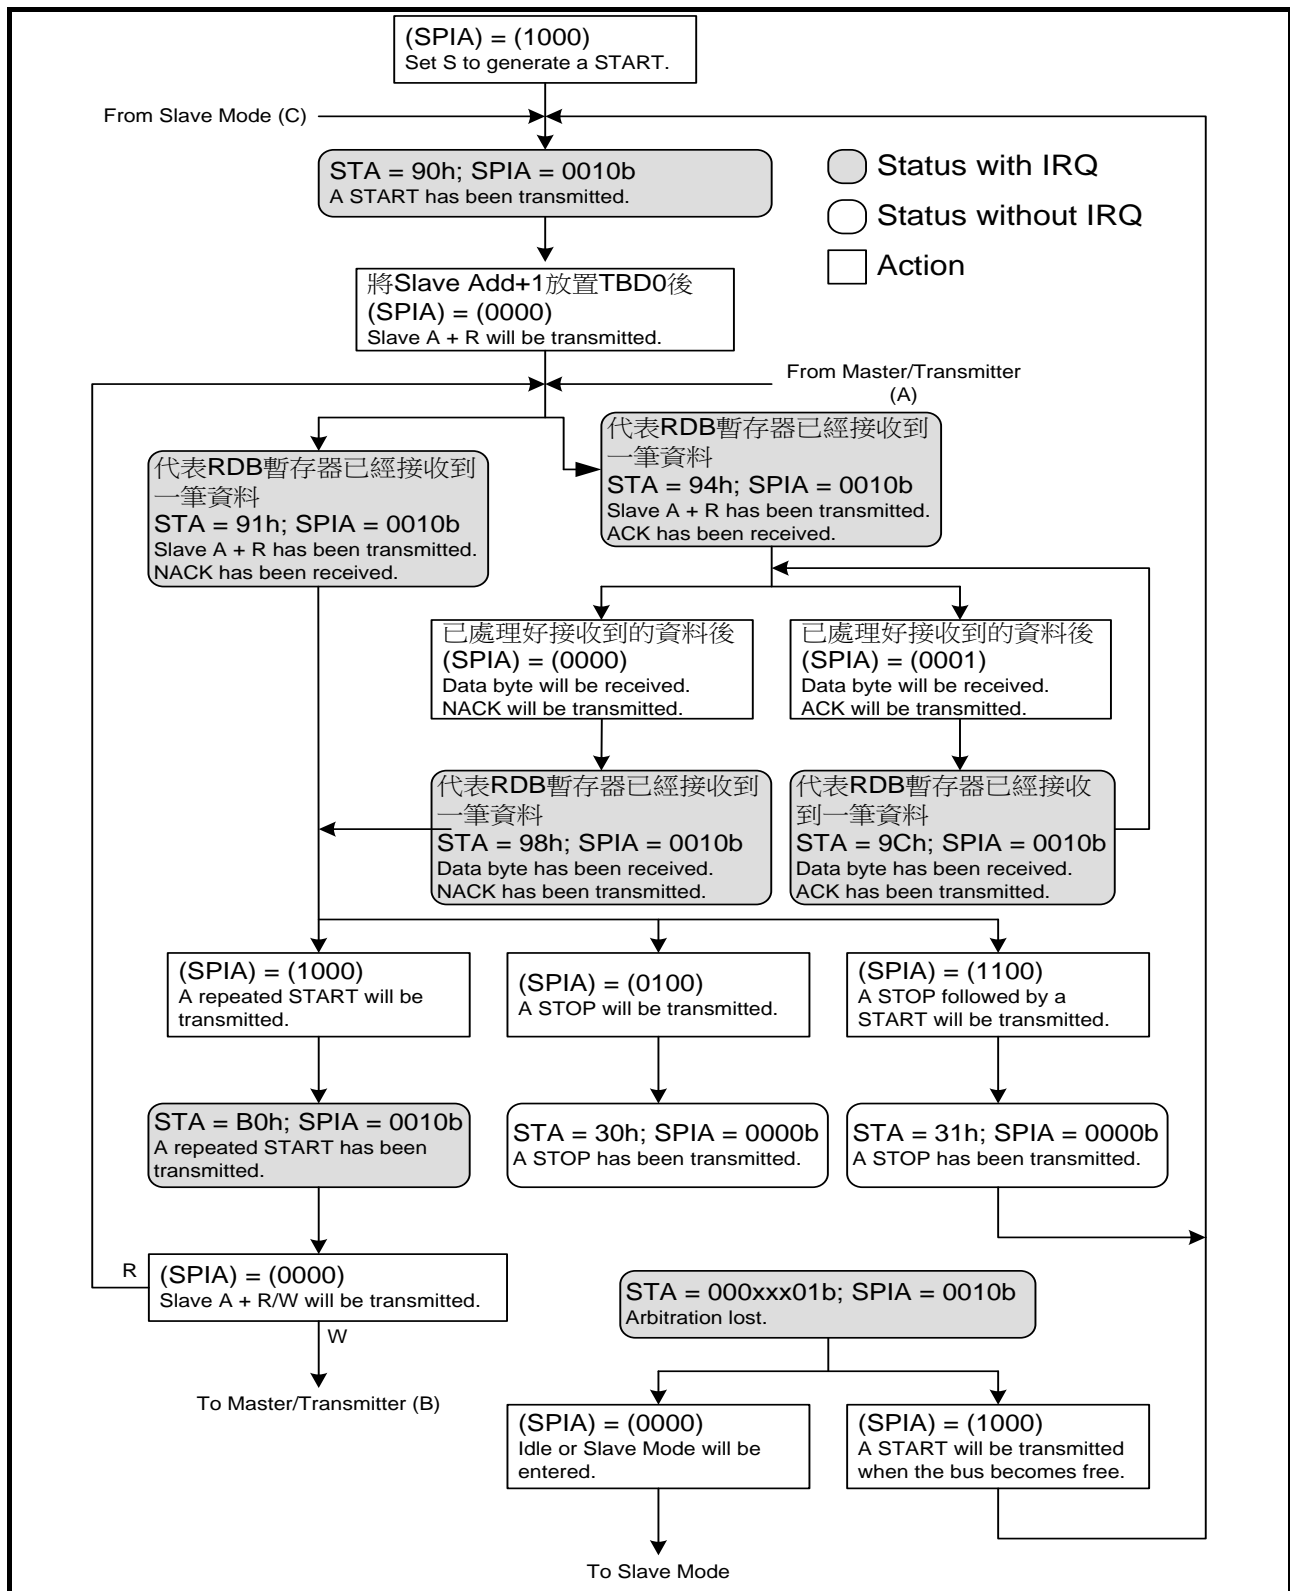 (SPIA) = (1000)
Set S to generate a START.
From Slave Mode (C)
STA = 90h; SPIA = 0010b
A START has been transmitted.
Status with IRQ
Status without IRQ
Action
將Slave Add+1放置TBD0後
(SPIA) = (0000)
Slave A + R will be transmitted.
From Master/Transmitter
(A)
代表RDB暫存器已經接收到
一筆資料
STA = 91h; SPIA = 0010b
Slave A + R has been transmitted.
NACK has been received.
代表RDB暫存器已經接收到
一筆資料
STA = 94h; SPIA = 0010b
Slave A + R has been transmitted.
ACK has been received.
已處理好接收到的資料後
(SPIA) = (0000)
Data byte will be received.
NACK will be transmitted.
已處理好接收到的資料後
(SPIA) = (0001)
Data byte will be received.
ACK will be transmitted.
代表RDB暫存器已經接收到
一筆資料
STA = 98h; SPIA = 0010b
Data byte has been received.
NACK has been transmitted.
代表RDB暫存器已經接收
到一筆資料
STA = 9Ch; SPIA = 0010b
Data byte has been received.
ACK has been transmitted.
(SPIA) = (1000)
A repeated START will be
transmitted.
(SPIA) = (0100)
A STOP will be transmitted.
(SPIA) = (1100)
A STOP followed by a
START will be transmitted.
STA = B0h; SPIA = 0010b
A repeated START has been
transmitted.
STA = 30h; SPIA = 0000b
A STOP has been transmitted.
STA = 31h; SPIA = 0000b
A STOP has been transmitted.
R
(SPIA) = (0000)
Slave A + R/W will be transmitted.
W
To Master/Transmitter (B)
STA = 000xxx01b; SPIA = 0010b
Arbitration lost.
(SPIA) = (0000)
Idle or Slave Mode will be
entered.
(SPIA) = (1000)
A START will be transmitted
when the bus becomes free.
To Slave Mode